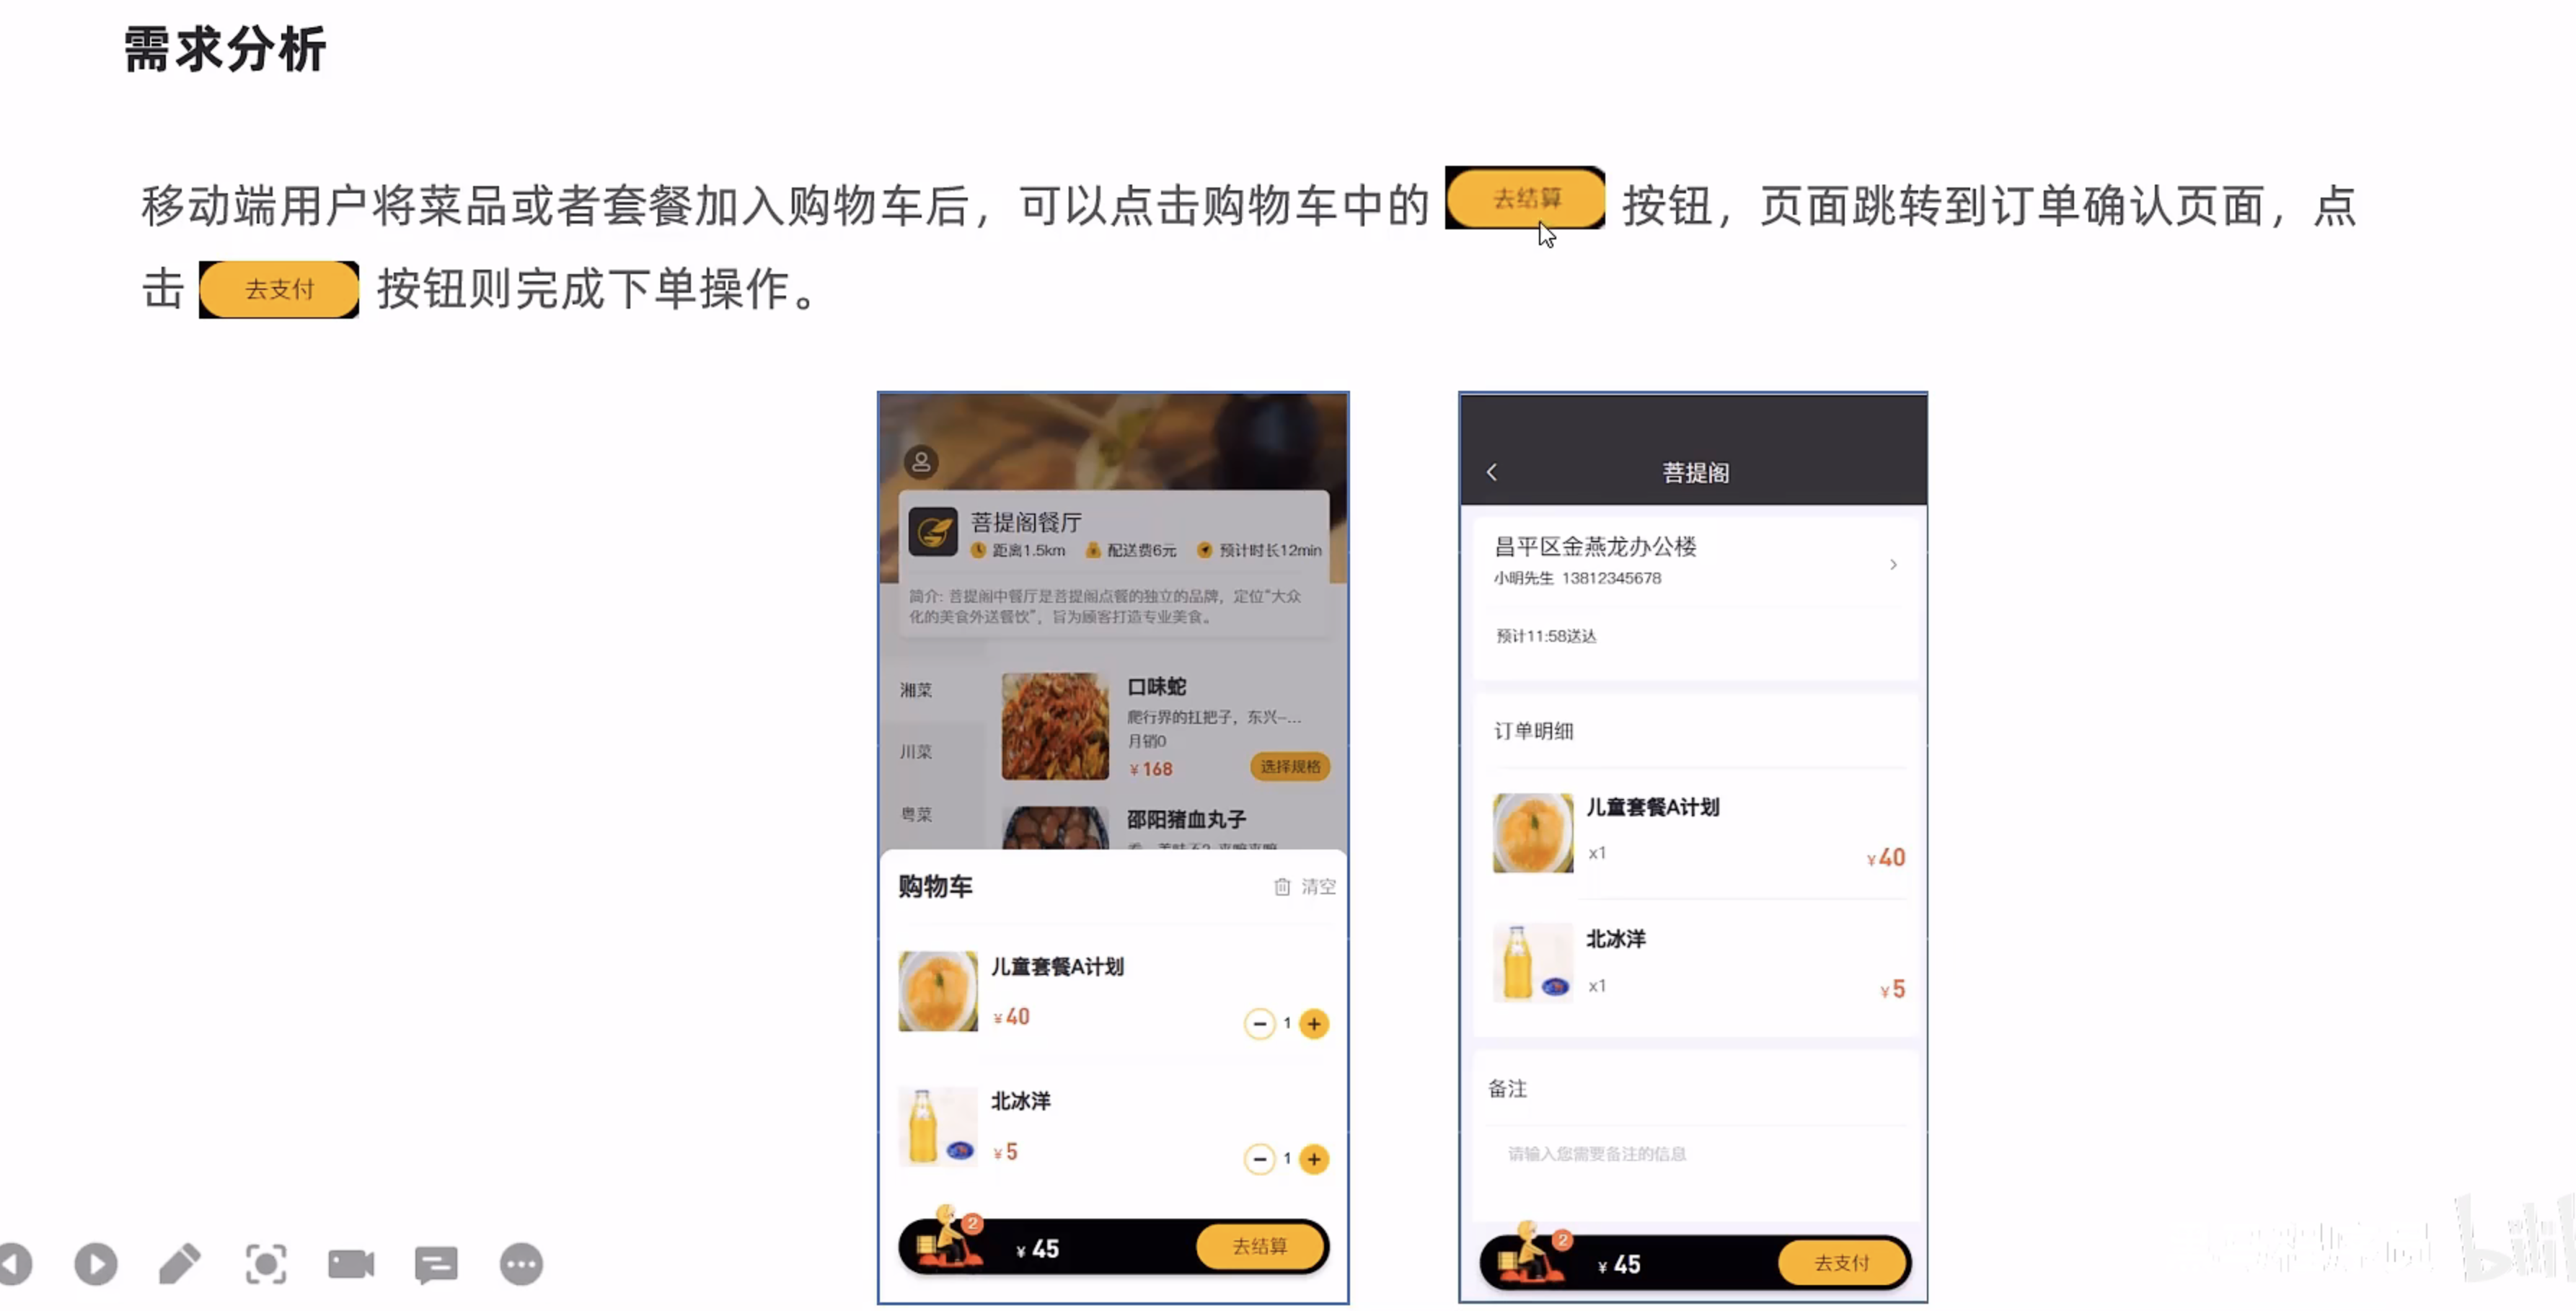 需求分析
移动端用户将菜品或者套餐加入购物车后，可以点击购物车中的 去结算 按钮，页面跳转到订单确认页面，点
击 去支付 按钮则完成下单操作。
菩提阁餐厅
距离1.5km 配送费6元 预计时长12min
简介: 菩提阁中餐厅是菩提阁点餐的独立的品牌，定位“大众
化的美食外送餐饮”，旨为顾客打造专业美食。
湘菜
川菜
粤菜
口味蛇
爬行界的扛把子，东兴-...
月销0
¥168
选择规格
邵阳猪血丸子
购物车
清空
儿童套餐A计划
¥40
1
北冰洋
¥5
1
2
¥45
去结算
菩提阁
昌平区金燕龙办公楼
小明先生 13812345678
预计11:58送达
订单明细
儿童套餐A计划
x1
¥40
北冰洋
x1
¥5
备注
请输入您需要备注的信息
2
¥45
去支付